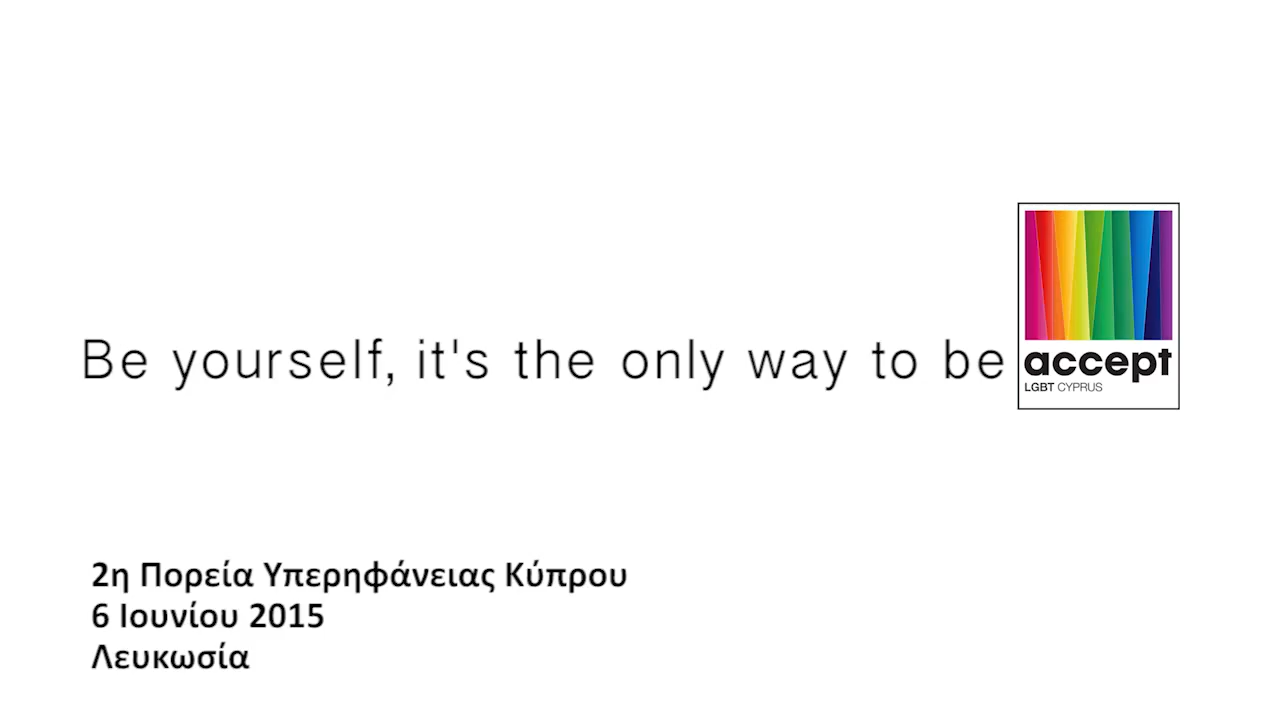 Be yourself, it's the only way to be
accept
LGBT CYPRUS
2η Πορεία Υπερηφάνειας Κύπρου
6 Ιουνίου 2015
Λευκωσία